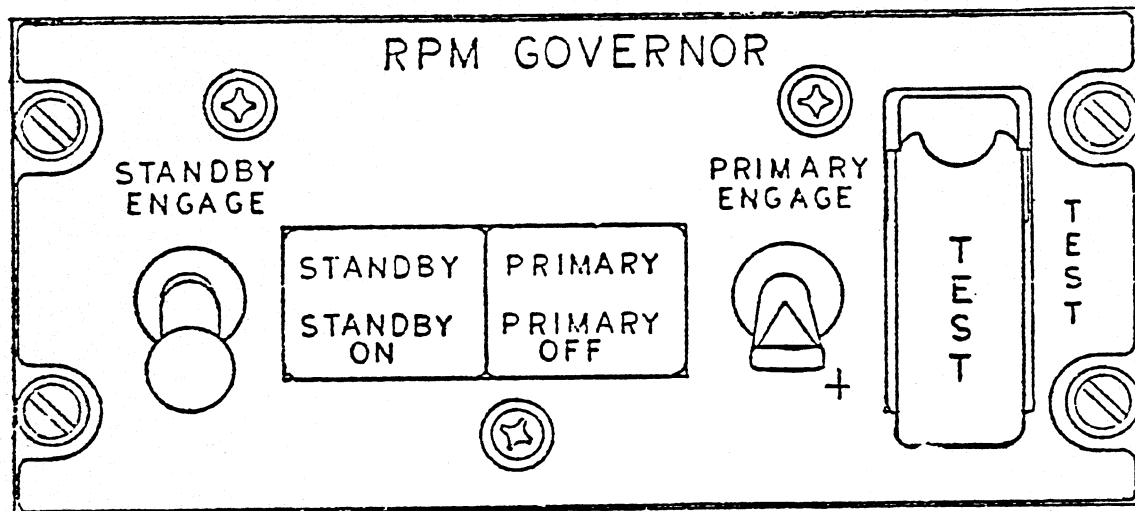 RPM GOVERNOR
STANDBY
ENGAGE
PRIMARY
ENGAGE
STANDBY
PRIMARY
STANDBY
ON
PRIMARY
OFF
+
TEST
TEST